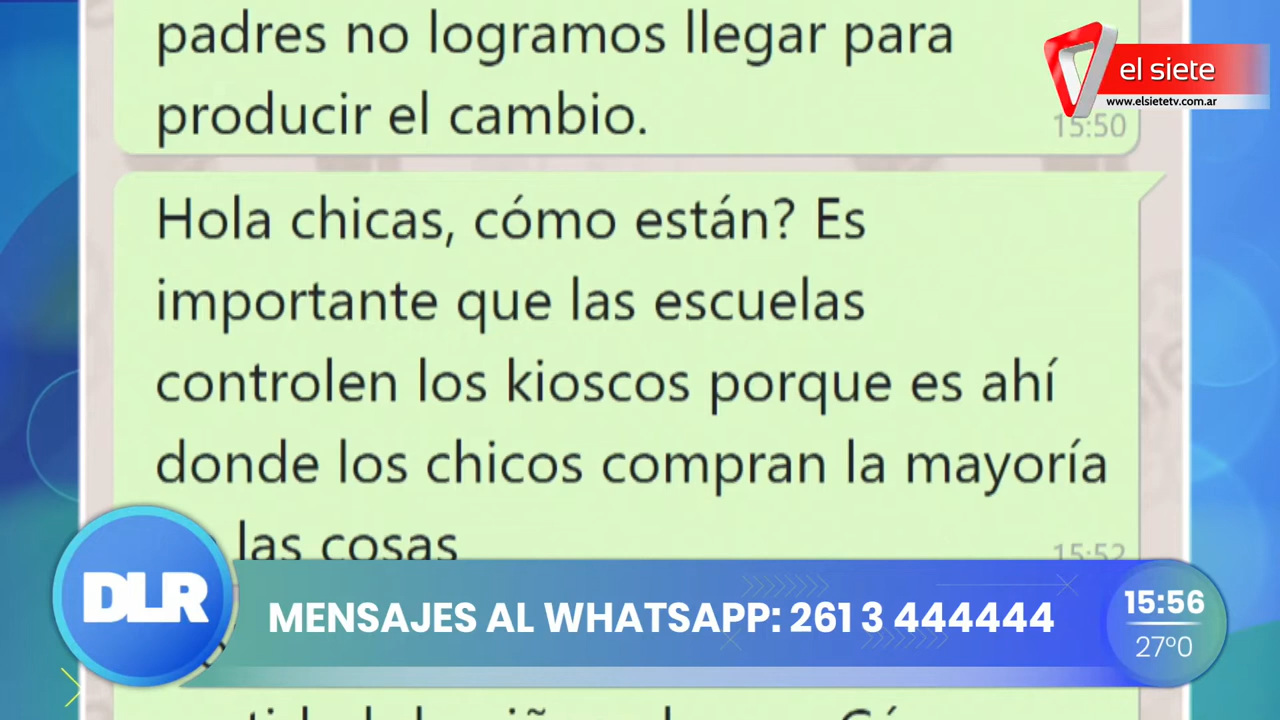 padres no logramos llegar para
producir el cambio.
15:50
el siete
www.elsietetv.com.ar
Hola chicas, cómo están? Es
importante que las escuelas
controlen los kioscos porque es ahí
donde los chicos compran la mayoría
las cosas
15:52
DLR
MENSAJES AL WHATSAPP: 261 3 444444
15:56
27º0